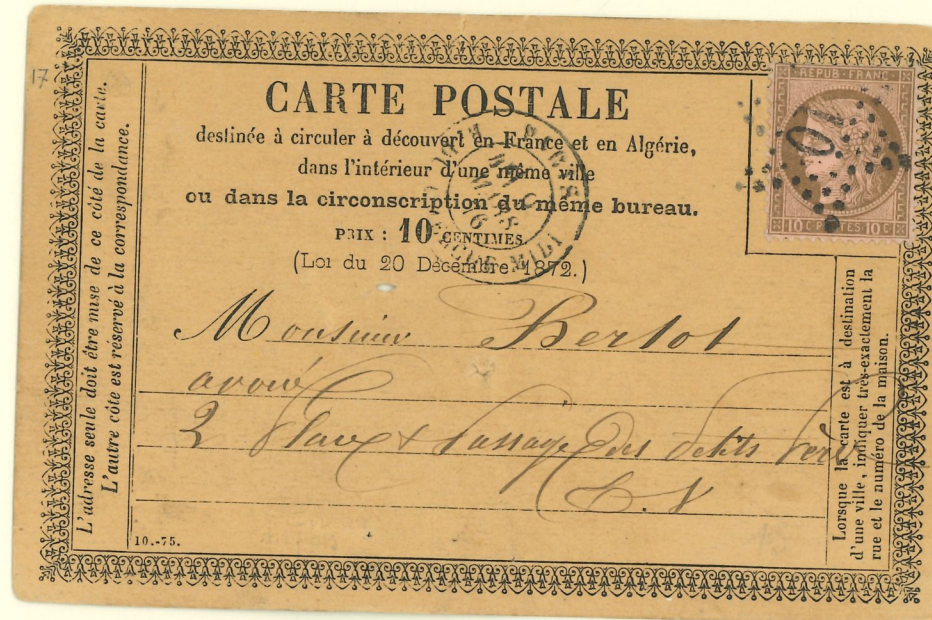 17
CARTE POSTALE
destinée à circuler à découvert en France et en Algérie,
dans l'intérieur d'une même ville
ou dans la circonscription du même bureau.
PRIX : 10 CENTIMES.
(Loi du 20 Décembre 1872.)
REPUB · FRANC
10 C POSTES 10 C
L'adresse seule doit être mise de ce côté de la carte.
L'autre côté est réservé à la correspondance.
Monsieur Bertot
avoué
2 Place & Passage des Petits Pères
E. V
Lorsque la carte est à destination
d'une ville, indiquer très-exactement la
rue et le numéro de la maison.
10.-75.